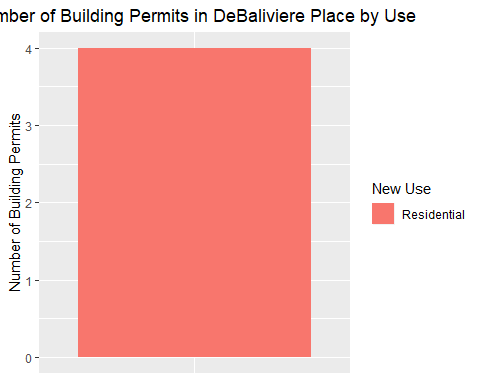 mber of Building Permits in DeBaliviere Place by Use
Number of Building Permits
4
3
2
1
0
New Use
Residential